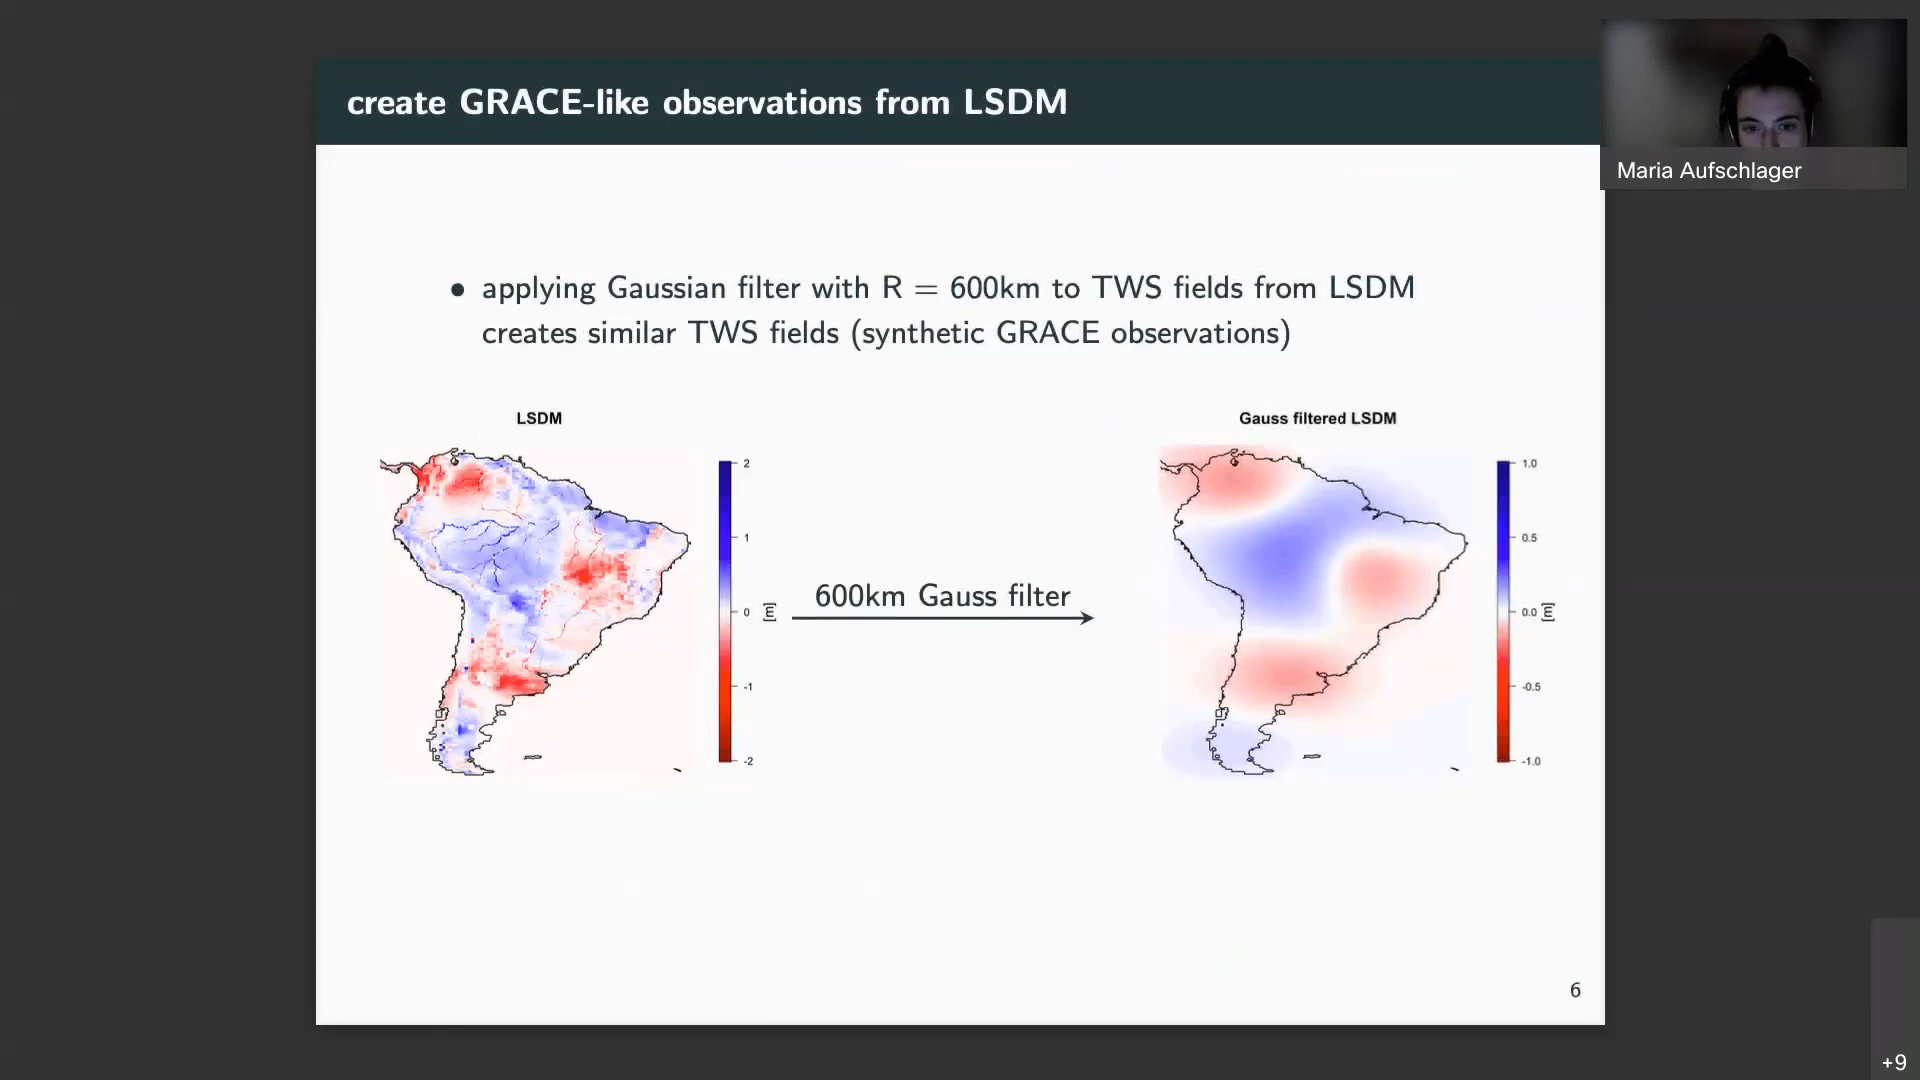 create GRACE-like observations from LSDM
Maria Aufschlager
• applying Gaussian filter with R = 600km to TWS fields from LSDM
creates similar TWS fields (synthetic GRACE observations)
LSDM
2
1
0
-1
-2
[m]
600km Gauss filter
Gauss filtered LSDM
1.0
0.5
0.0
-0.5
-1.0
[m]
6
+9